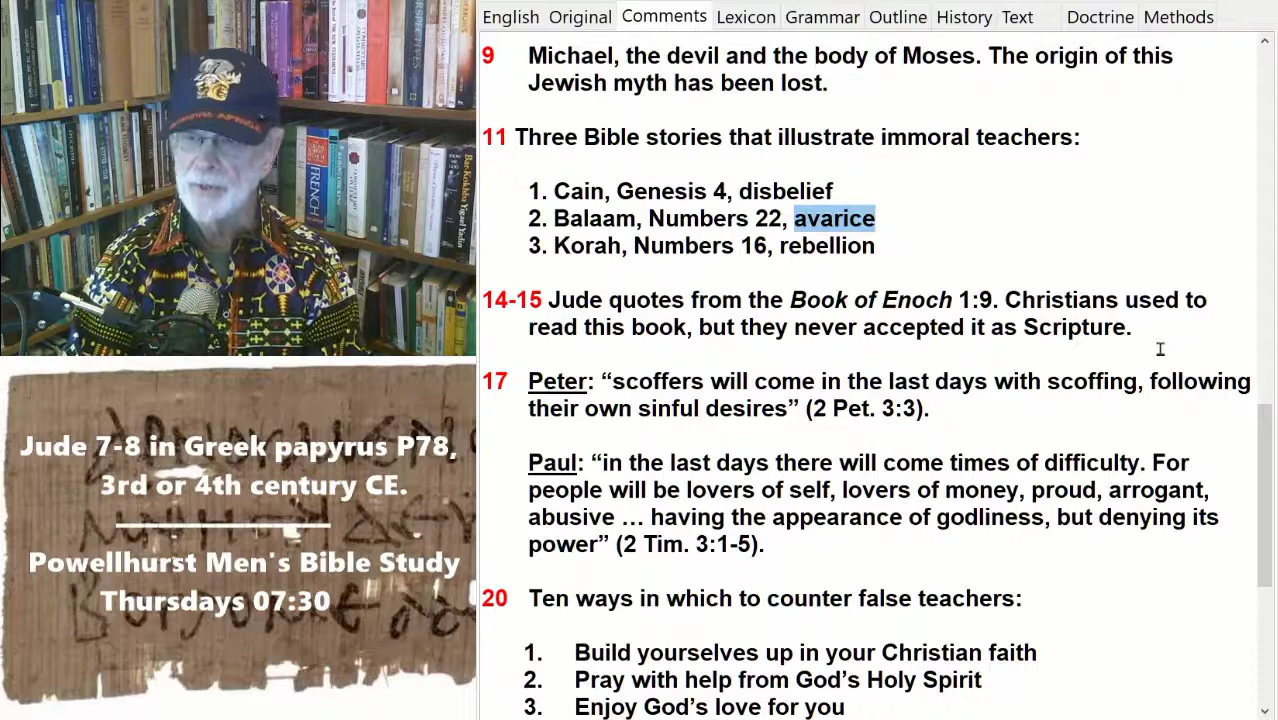 English Original Comments Lexicon Grammar Outline History Text Doctrine Methods
9 Michael, the devil and the body of Moses. The origin of this
Jewish myth has been lost.
11 Three Bible stories that illustrate immoral teachers:
1. Cain, Genesis 4, disbelief
2. Balaam, Numbers 22, avarice
3. Korah, Numbers 16, rebellion
14-15 Jude quotes from the Book of Enoch 1:9. Christians used to
read this book, but they never accepted it as Scripture.
17 Peter: “scoffers will come in the last days with scoffing, following
their own sinful desires” (2 Pet. 3:3).
Paul: “in the last days there will come times of difficulty. For
people will be lovers of self, lovers of money, proud, arrogant,
abusive … having the appearance of godliness, but denying its
power” (2 Tim. 3:1-5).
20 Ten ways in which to counter false teachers:
1. Build yourselves up in your Christian faith
2. Pray with help from God’s Holy Spirit
3. Enjoy God’s love for you
FRENCH
Bar-Kokhba Yigael Yadin
Jude 7-8 in Greek papyrus P78,
3rd or 4th century CE.
Powellhurst Men's Bible Study
Thursdays 07:30